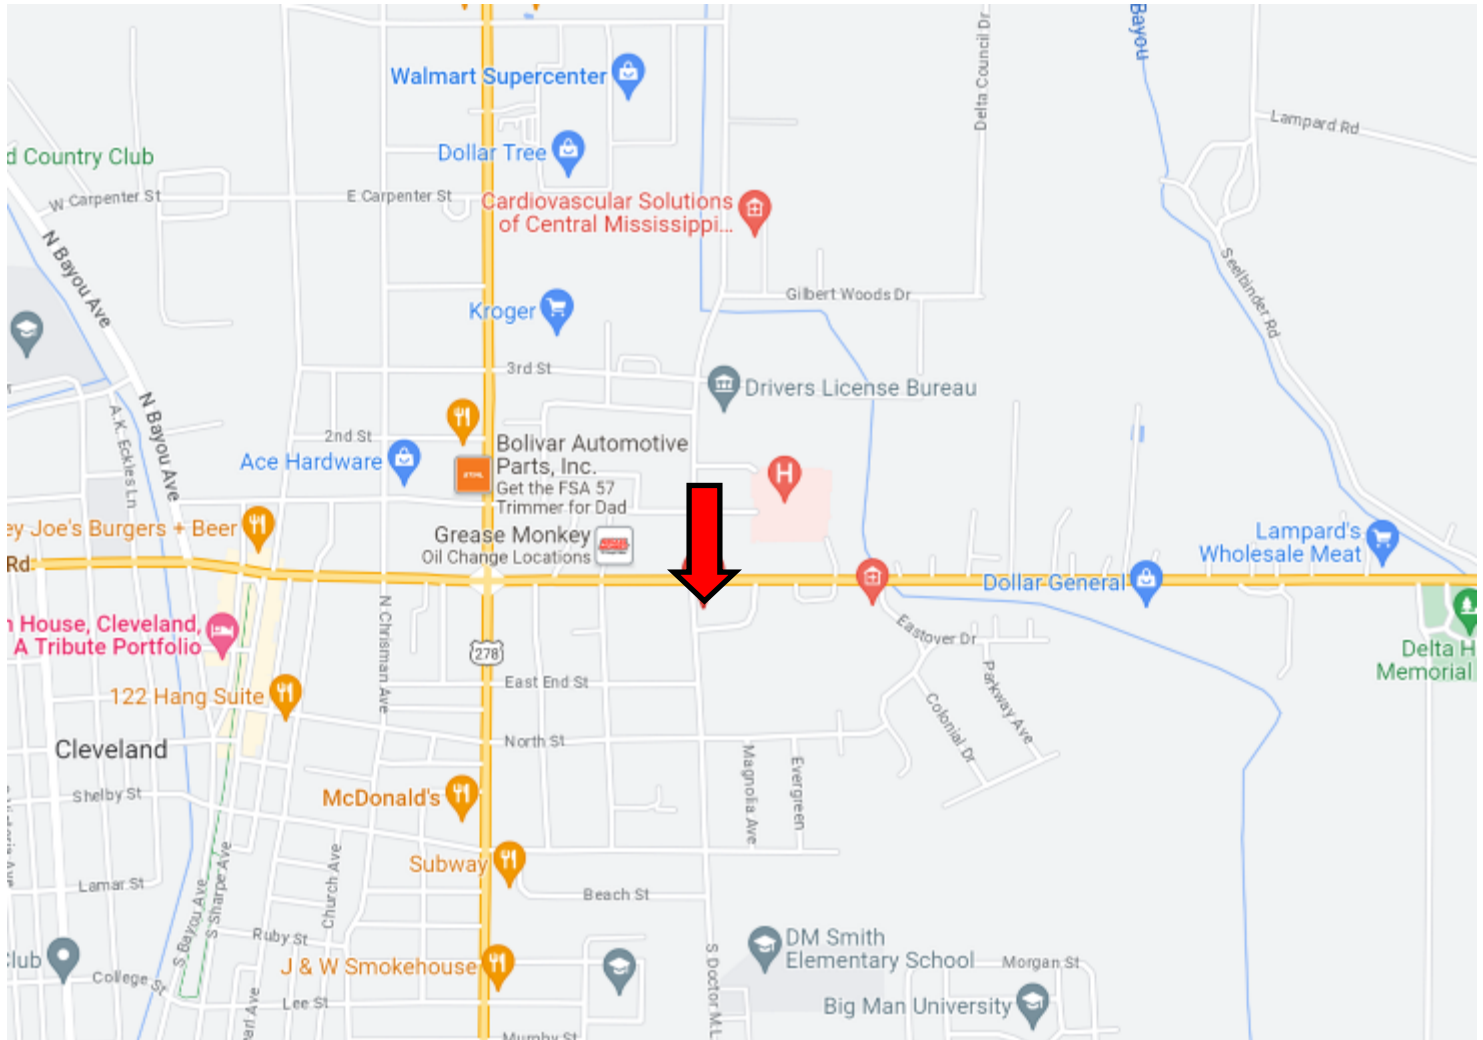 Bayou
Delta Council Dr
Walmart Supercenter
Lampard Rd
Dollar Tree
d Country Club
W Carpenter St
E Carpenter St
Cardiovascular Solutions
of Central Mississippi...
N Bayou Ave
Seelbinder Rd
Gilbert Woods Dr
Kroger
3rd St
Drivers License Bureau
N Bayou Ave
A.K. Eckles Ln
2nd St
Ace Hardware
Bolivar Automotive
Parts, Inc.
Get the FSA 57
Trimmer for Dad
STIHL
H
ey Joe's Burgers + Beer
Grease Monkey
Oil Change Locations
Lampard's
Wholesale Meat
Rd
Dollar General
N Chrisman Ave
n House, Cleveland,
A Tribute Portfolio
Eastover Dr
278
Delta H
Memorial
East End St
122 Hang Suite
Parkway Ave
Colonial Dr
Cleveland
North St
Magnolia Ave
Evergreen
Shelby St
McDonald's
Subway
Church Ave
S Sharpe Ave
S Bayou Ave
Lamar St
Beach St
Ruby St
DM Smith
Elementary School
S Doctor M.L
Morgan St
Club
J & W Smokehouse
College St
Lee St
Big Man University
earl Ave
Murphy St